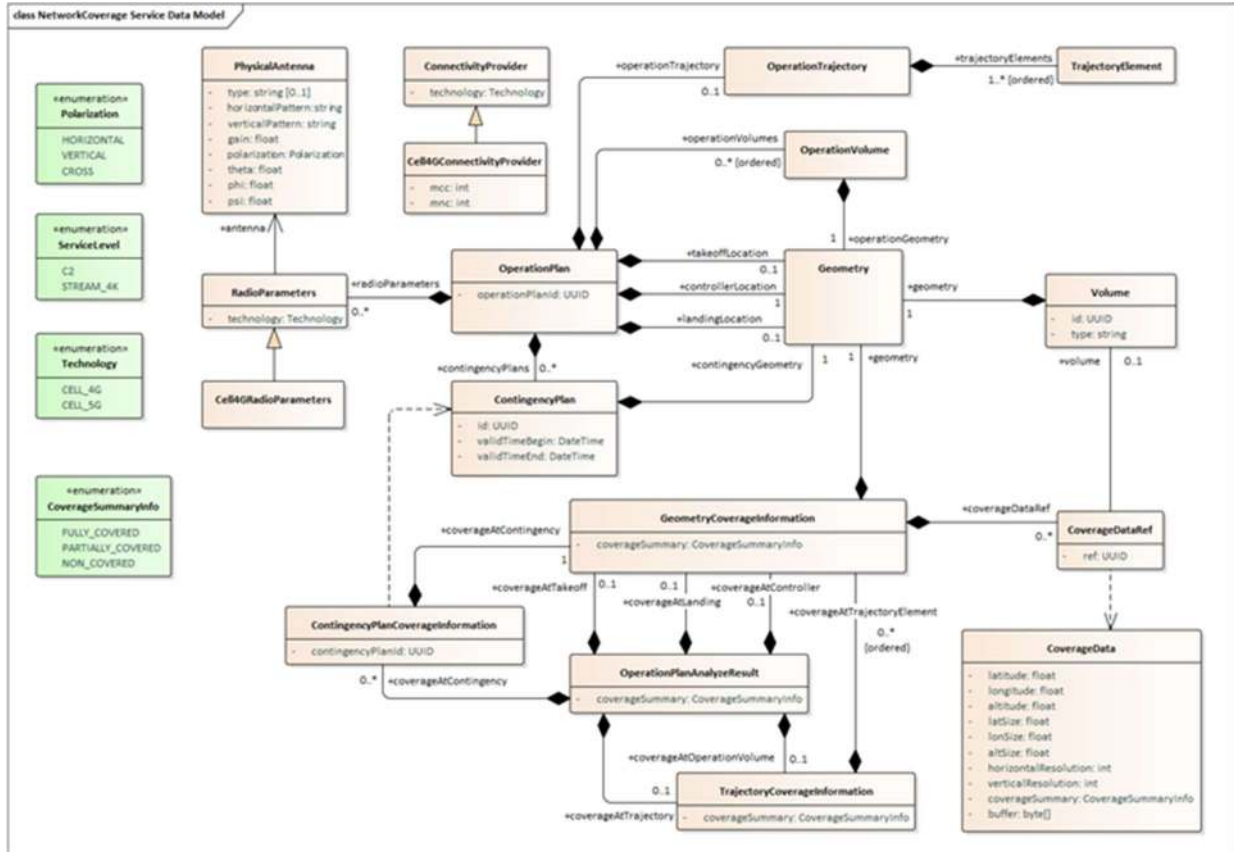 class NetworkCoverage Service Data Model
«enumeration»
Polarization
HORIZONTAL
VERTICAL
CROSS
«enumeration»
ServiceLevel
C2
STREAM_4K
«enumeration»
Technology
CELL_4G
CELL_5G
«enumeration»
CoverageSummaryInfo
FULLY_COVERED
PARTIALLY_COVERED
NON_COVERED
PhysicalAntenna
- type: string [0..1]
- horizontalPattern: string
- verticalPattern: string
- gain: float
- polarization: Polarization
- theta: float
- phi: float
- psi: float
+antenna
RadioParameters
- technology: Technology
+radioParameters
0..*
Cell4GRadioParameters
ConnectivityProvider
- technology: Technology
Cell4GConnectivityProvider
- mcc: int
- mnc: int
+operationTrajectory
0..1
OperationTrajectory
+trajectoryElements
1..* {ordered}
TrajectoryElement
+operationVolumes
0..* {ordered}
OperationVolume
1
+operationGeometry
OperationPlan
- operationPlanId: UUID
+takeoffLocation
0..1
+controllerLocation
1
+landingLocation
0..1
Geometry
+geometry
1
Volume
- id: UUID
- type: string
+volume
0..1
+contingencyPlans
0..*
+contingencyGeometry
1
1
+geometry
ContingencyPlan
- id: UUID
- validTimeBegin: DateTime
- validTimeEnd: DateTime
GeometryCoverageInformation
- coverageSummary: CoverageSummaryInfo
+coverageDataRef
0..*
CoverageDataRef
- ref: UUID
+coverageAtContingency
1
+coverageAtTakeoff
0..1
+coverageAtLanding
0..1
+coverageAtController
0..1
+coverageAtTrajectoryElement
0..*
{ordered}
ContingencyPlanCoverageInformation
- contingencyPlanId: UUID
0..*
+coverageAtContingency
OperationPlanAnalyzeResult
- coverageSummary: CoverageSummaryInfo
+coverageAtOperationVolume
0..1
0..1
+coverageAtTrajectory
TrajectoryCoverageInformation
- coverageSummary: CoverageSummaryInfo
CoverageData
- latitude: float
- longitude: float
- altitude: float
- latSize: float
- lonSize: float
- altSize: float
- horizontalResolution: int
- verticalResolution: int
- coverageSummary: CoverageSummaryInfo
- buffer: byte[]